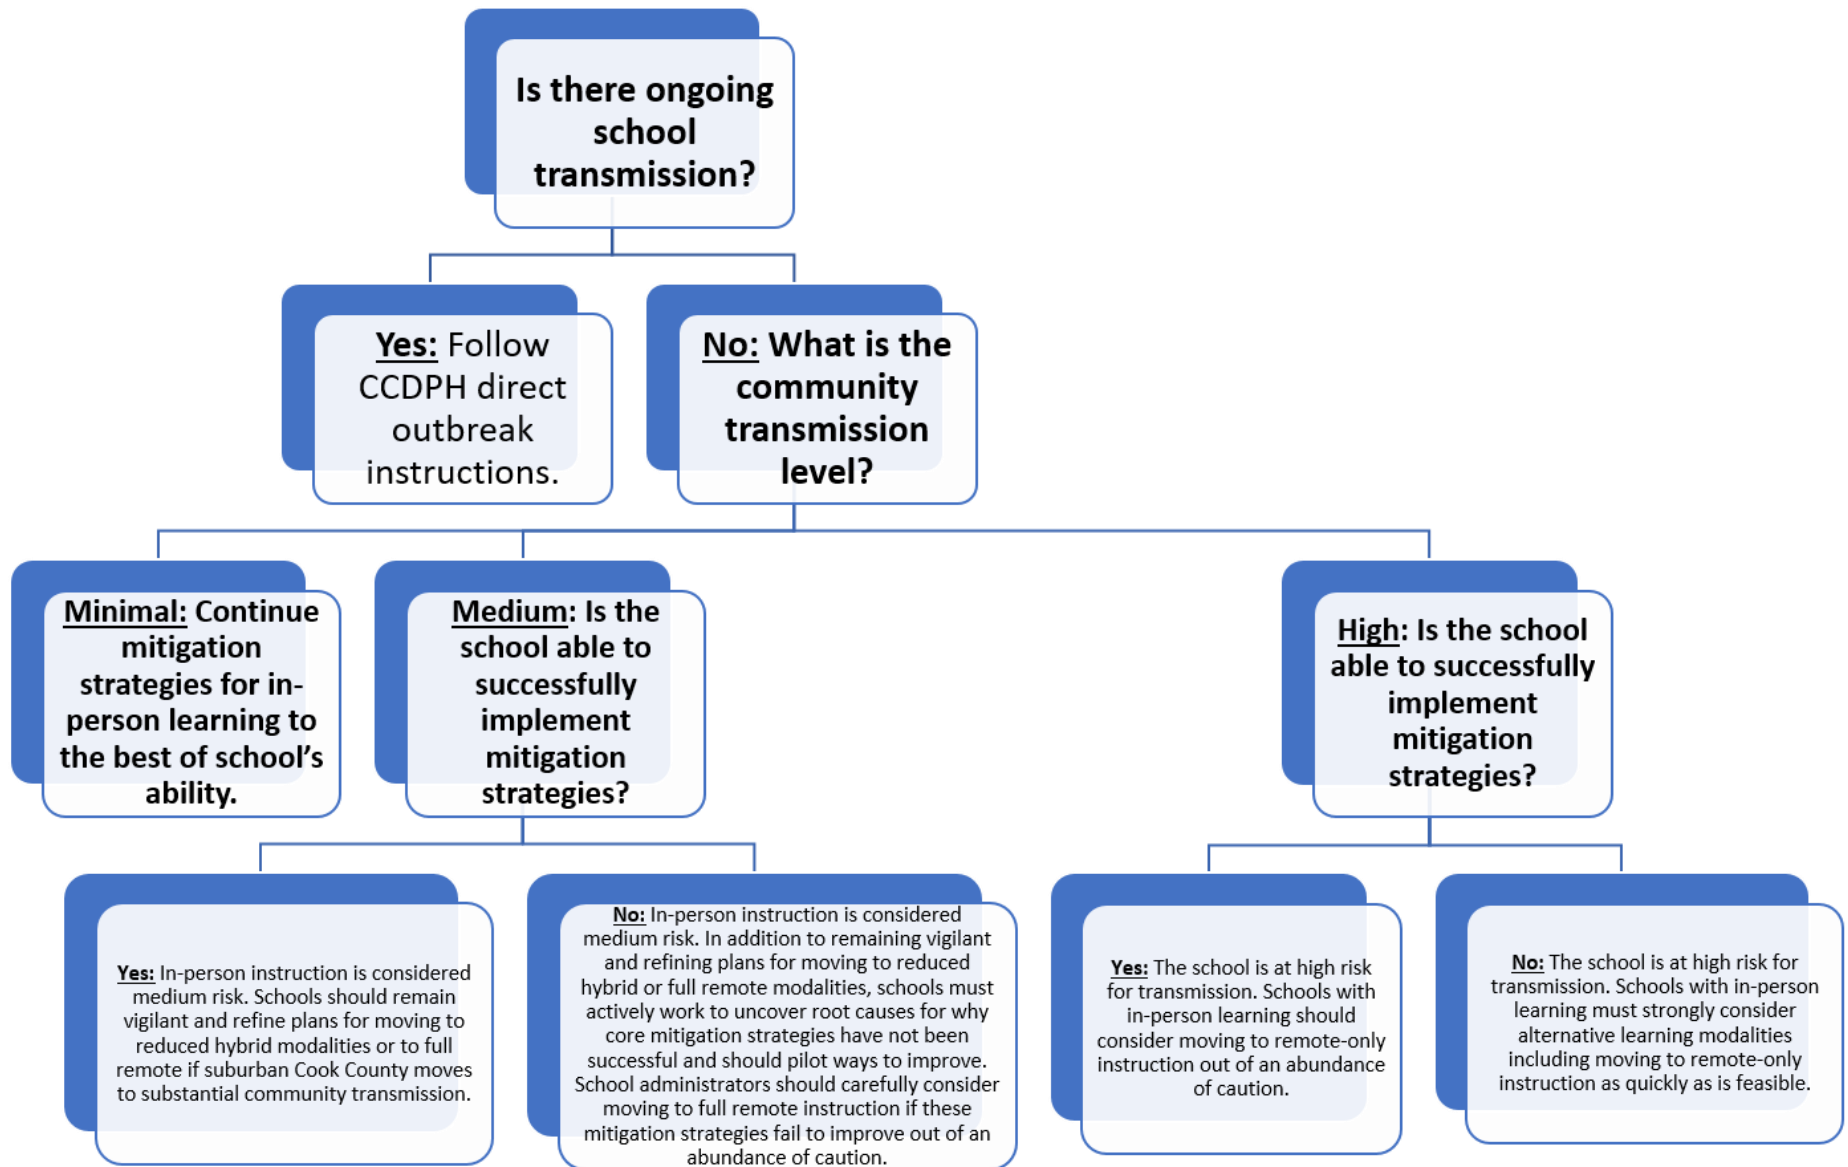 Is there ongoing
school
transmission?
Yes: Follow
CCDPH direct
outbreak
instructions.
No: What is the
community
transmission
level?
Minimal: Continue
mitigation
strategies for in-
person learning to
the best of school’s
ability.
Medium: Is the
school able to
successfully
implement
mitigation
strategies?
High: Is the school
able to successfully
implement
mitigation
strategies?
Yes: In-person instruction is considered
medium risk. Schools should remain
vigilant and refine plans for moving to
reduced hybrid modalities or to full
remote if suburban Cook County moves
to substantial community transmission.
No: In-person instruction is considered
medium risk. In addition to remaining vigilant
and refining plans for moving to reduced
hybrid or full remote modalities, schools must
actively work to uncover root causes for why
core mitigation strategies have not been
successful and should pilot ways to improve.
School administrators should carefully consider
moving to full remote instruction if these
mitigation strategies fail to improve out of an
abundance of caution.
Yes: The school is at high risk
for transmission. Schools with
in-person learning should
consider moving to remote-only
instruction out of an abundance
of caution.
No: The school is at high risk for
transmission. Schools with in-person
learning must strongly consider
alternative learning modalities
including moving to remote-only
instruction as quickly as is feasible.